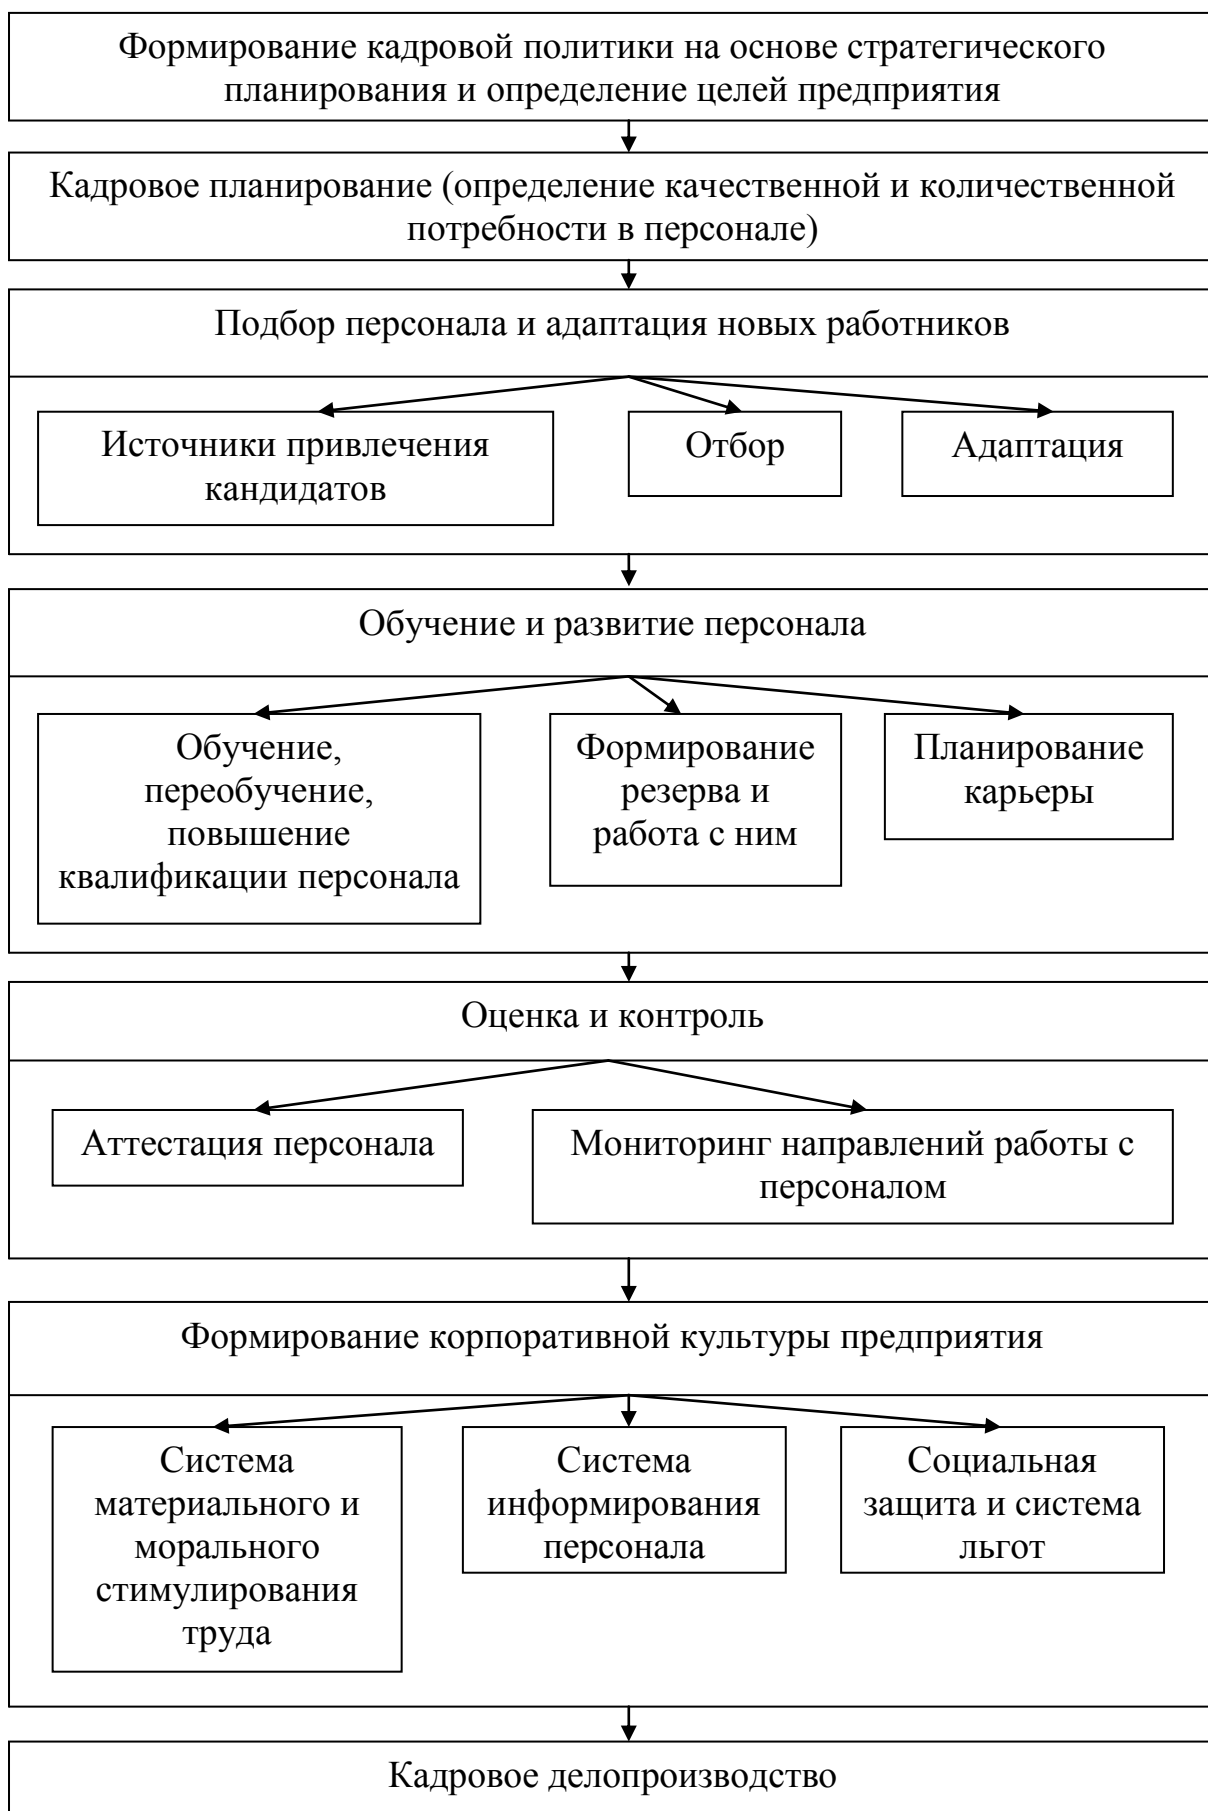 Формирование кадровой политики на основе стратегического
планирования и определение целей предприятия
Кадровое планирование (определение качественной и количественной
потребности в персонале)
Подбор персонала и адаптация новых работников
Источники привлечения
кандидатов
Отбор
Адаптация
Обучение и развитие персонала
Обучение,
переобучение,
повышение
квалификации персонала
Формирование
резерва и
работа с ним
Планирование
карьеры
Оценка и контроль
Аттестация персонала
Мониторинг направлений работы с
персоналом
Формирование корпоративной культуры предприятия
Система
материального и
морального
стимулирования
труда
Система
информирования
персонала
Социальная
защита и система
льгот
Кадровое делопроизводство